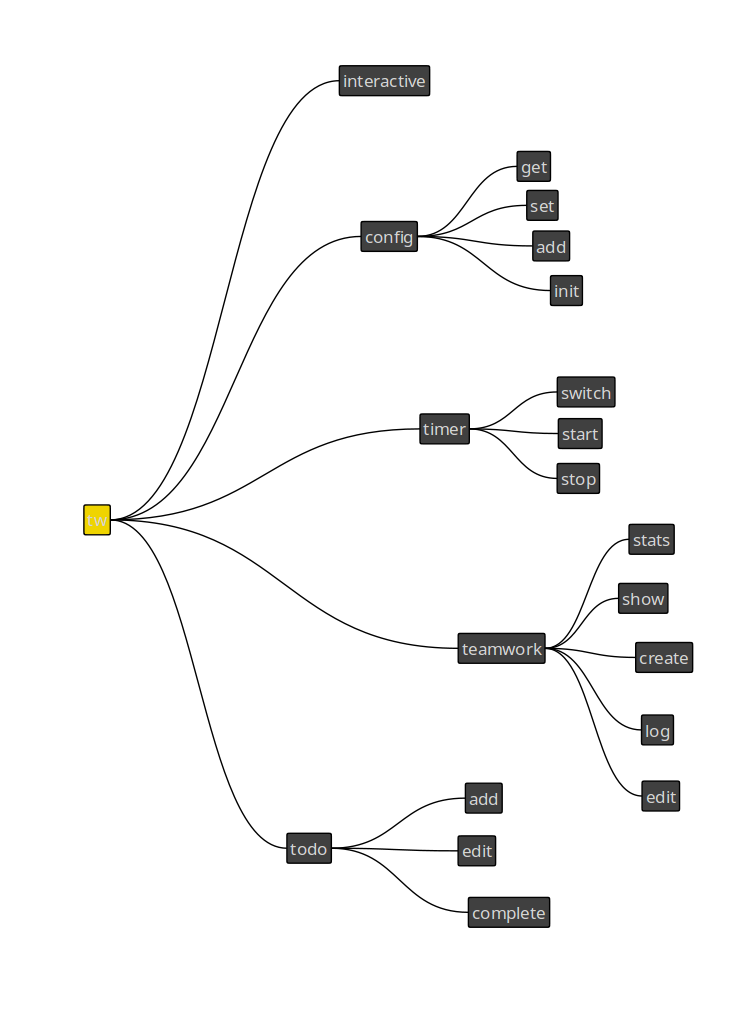 interactive
get
set
config
add
init
switch
timer
start
stop
tw
stats
show
teamwork
create
log
edit
add
todo
edit
complete